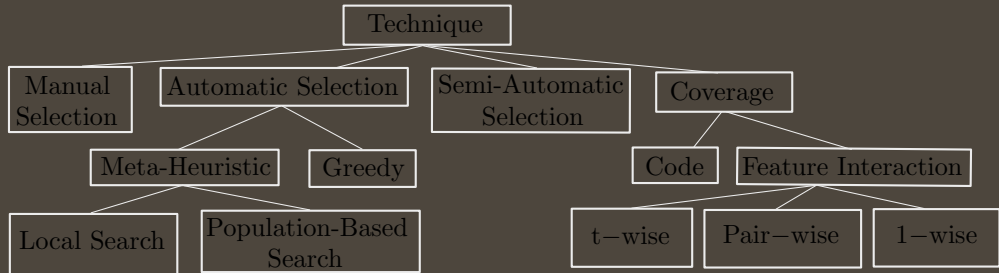 Technique
Manual
Selection
Automatic Selection
Semi-Automatic
Selection
Coverage
Meta-Heuristic
Greedy
Code
Feature Interaction
Local Search
Population-Based
Search
t−wise
Pair−wise
1−wise